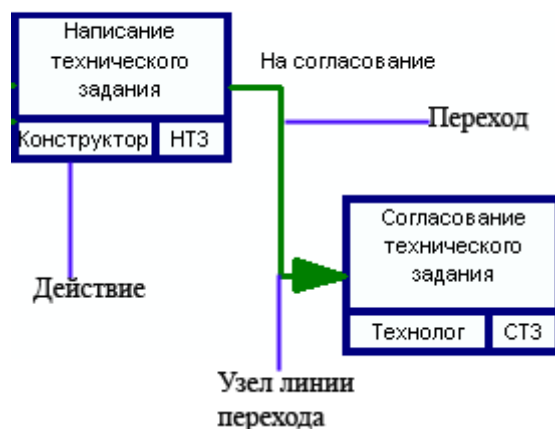 Написание
технического
задания
Конструктор НТЗ
На согласование
Переход
Действие
Согласование
технического
задания
Технолог СТЗ
Узел линии
перехода